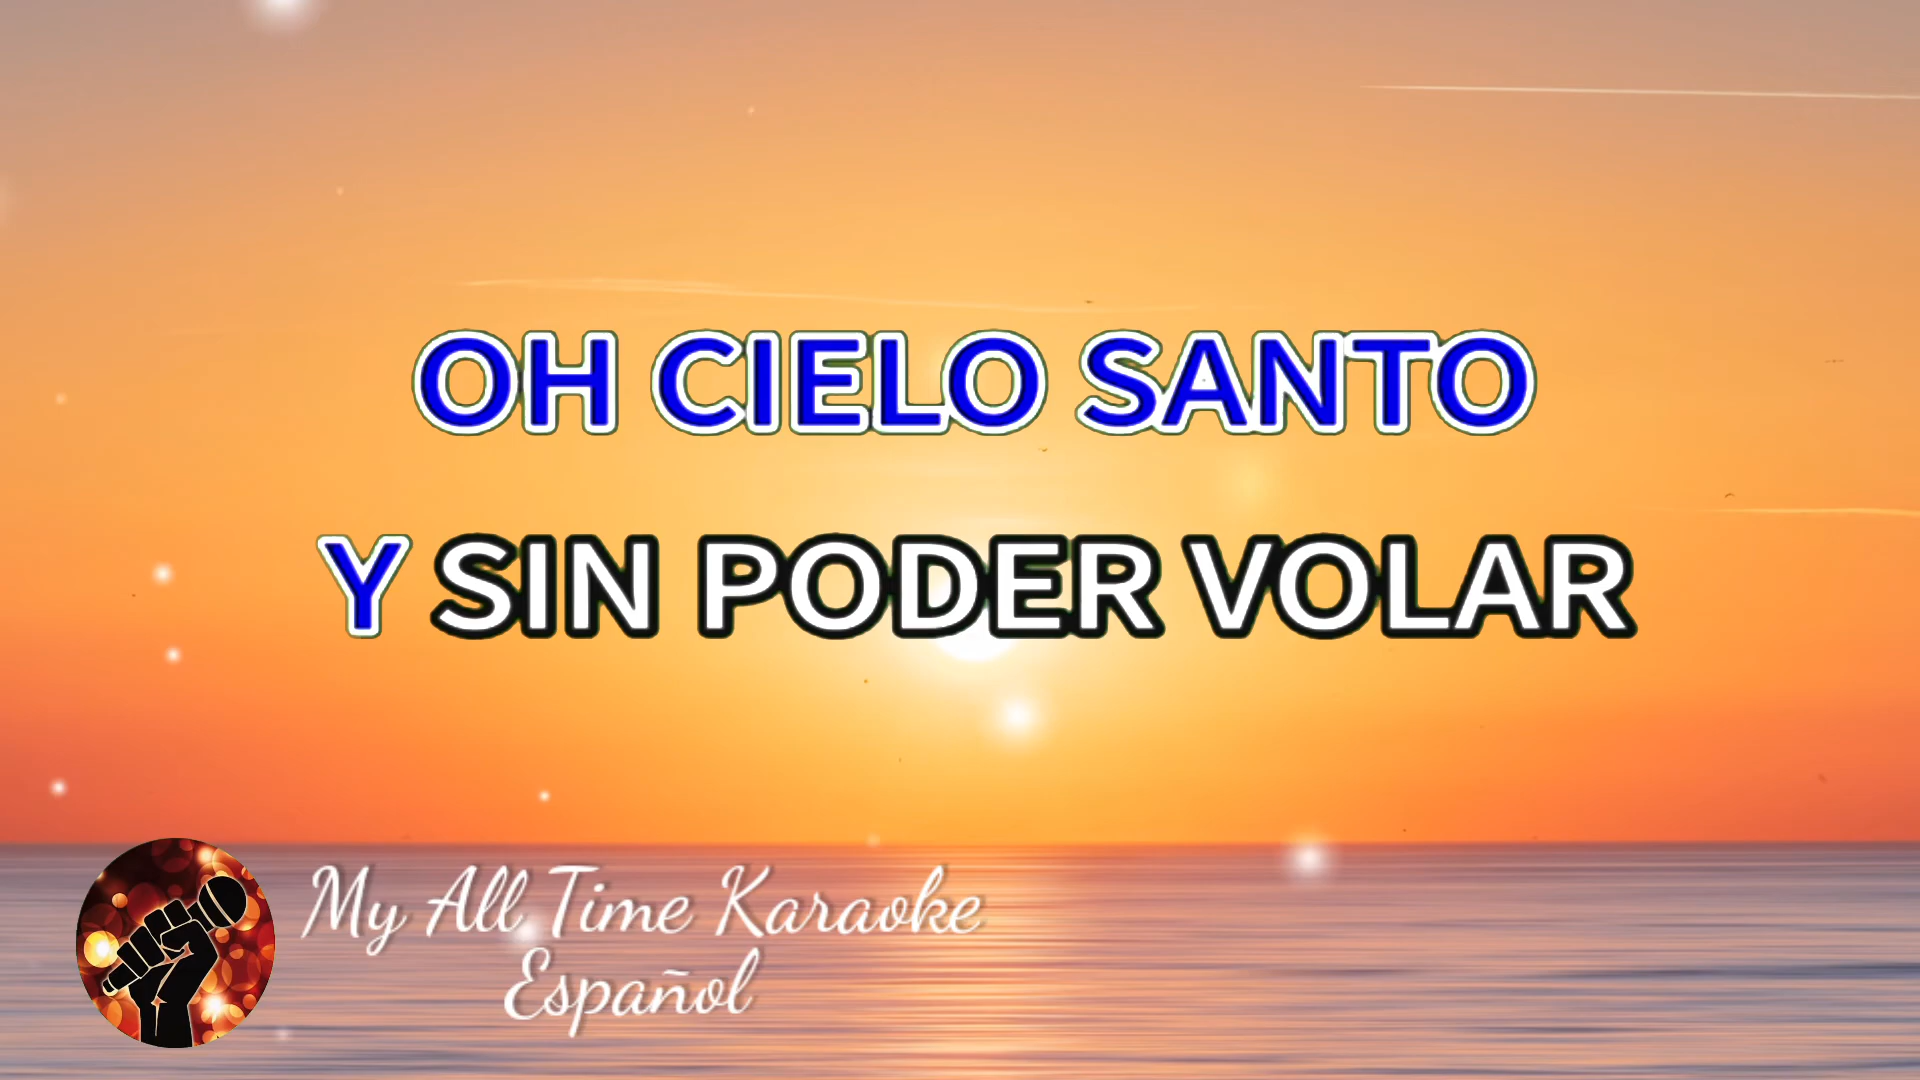 OH CIELO SANTO
Y SIN PODER VOLAR
My All Time Karaoke
Español